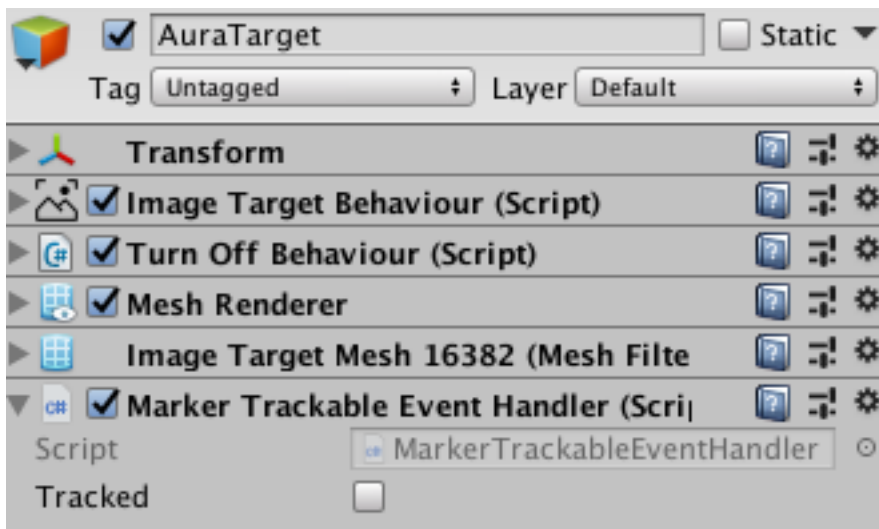 AuraTarget Static
Tag Untagged Layer Default
Transform
Image Target Behaviour (Script)
C# Turn Off Behaviour (Script)
Mesh Renderer
Image Target Mesh 16382 (Mesh Filte
C# Marker Trackable Event Handler (Scrip
Script MarkerTrackableEventHandler
Tracked